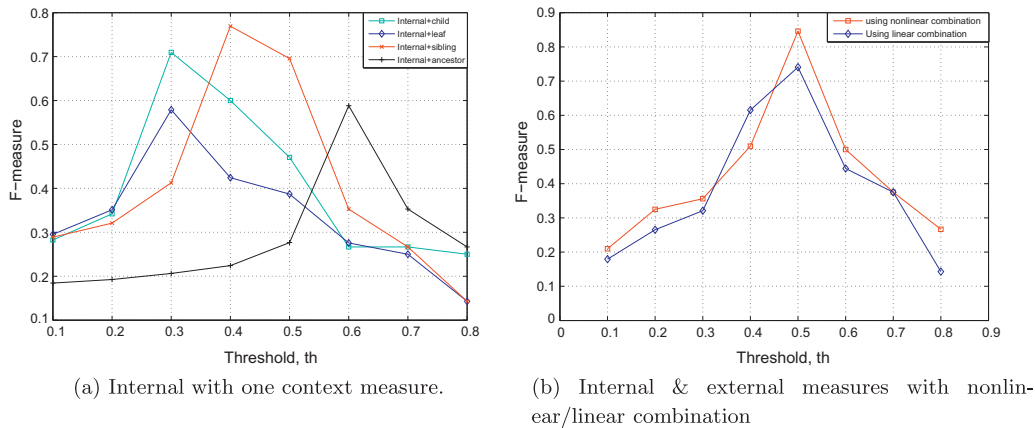 0.8
0.7
0.6
0.5
0.4
0.3
0.2
0.1
F−measure
Internal+child
Internal+leaf
Internal+sibling
Internal+ancestor
0.1 0.2 0.3 0.4 0.5 0.6 0.7 0.8
Threshold, th
(a) Internal with one context measure.
0.9
0.8
0.7
0.6
0.5
0.4
0.3
0.2
0.1
0
F−measure
using nonlinear combination
Using linear combination
0 0.1 0.2 0.3 0.4 0.5 0.6 0.7 0.8 0.9
Threshold, th
(b) Internal & external measures with nonlin-
ear/linear combination